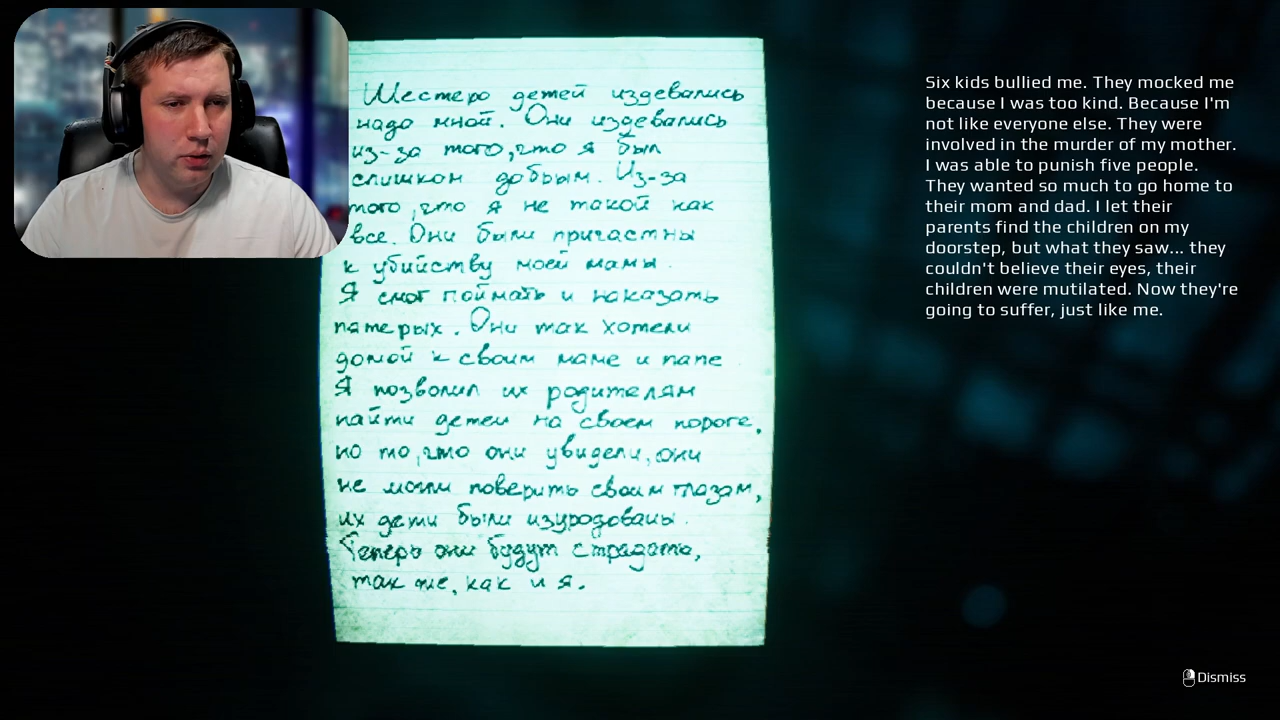 Шестеро детей издевались
надо мной. Они издевались
из-за того, что я был
слишком добрым. Из-за
того, что я не такой как
все. Они были причастны
к убийству моей мамы.
Я смог поймать и наказать
пятерых. Они так хотели
домой к своим маме и папе.
Я позволил их родителям
найти детей на своем пороге,
но то, что они увидели, они
не могли поверить своим глазам,
их дети были изуродованы.
Теперь они будут страдать,
так же, как и я.
Six kids bullied me. They mocked me
because I was too kind. Because I'm
not like everyone else. They were
involved in the murder of my mother.
I was able to punish five people.
They wanted so much to go home to
their mom and dad. I let their
parents find the children on my
doorstep, but what they saw... they
couldn't believe their eyes, their
children were mutilated. Now they're
going to suffer, just like me.
Dismiss